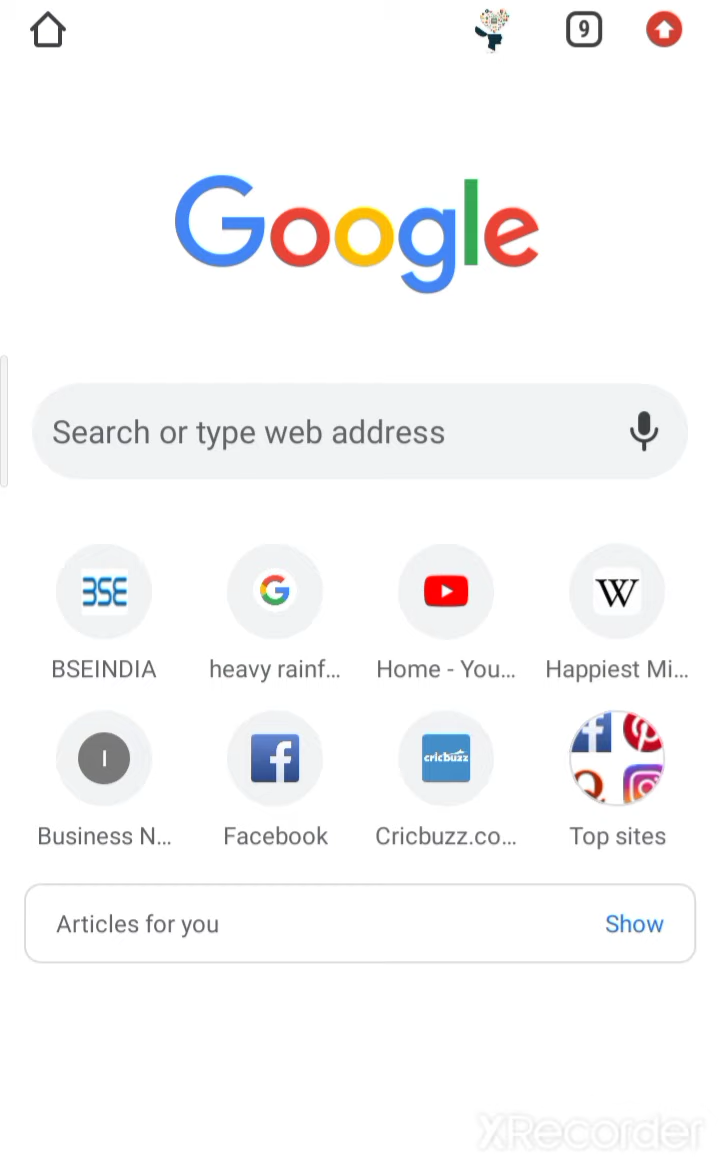 9
Google
Search or type web address
BSE
G
W
BSEINDIA
heavy rainf...
Home - You...
Happiest Mi...
I
f
cricbuzz
f
Business N...
Facebook
Cricbuzz.co...
Top sites
Articles for you
Show
XRecorder